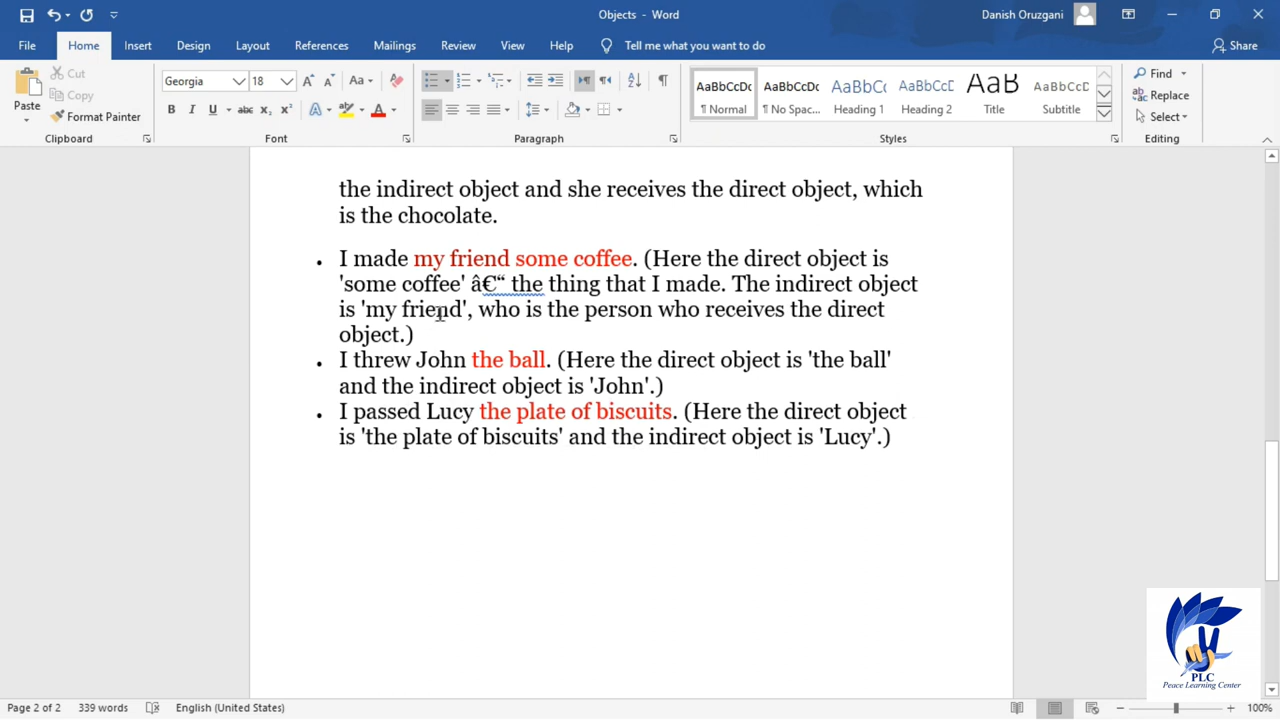 Objects - Word
Danish Oruzgani
File Home Insert Design Layout References Mailings Review View Help Tell me what you want to do Share
Paste
Cut
Copy
Format Painter
Clipboard
Georgia 18
Font
Paragraph
AaBbCcDc AaBbCcDc AaBbC AaBbCcD AaB AaBbCcD
¶ Normal ¶ No Spac... Heading 1 Heading 2 Title Subtitle
Styles
Find
Replace
Select
Editing
the indirect object and she receives the direct object, which
is the chocolate.
• I made my friend some coffee. (Here the direct object is
'some coffee' â€“ the thing that I made. The indirect object
is 'my friend', who is the person who receives the direct
object.)
• I threw John the ball. (Here the direct object is 'the ball'
and the indirect object is 'John'.)
• I passed Lucy the plate of biscuits. (Here the direct object
is 'the plate of biscuits' and the indirect object is 'Lucy'.)
PLC
Peace Learning Center
Page 2 of 2 339 words English (United States) 100%